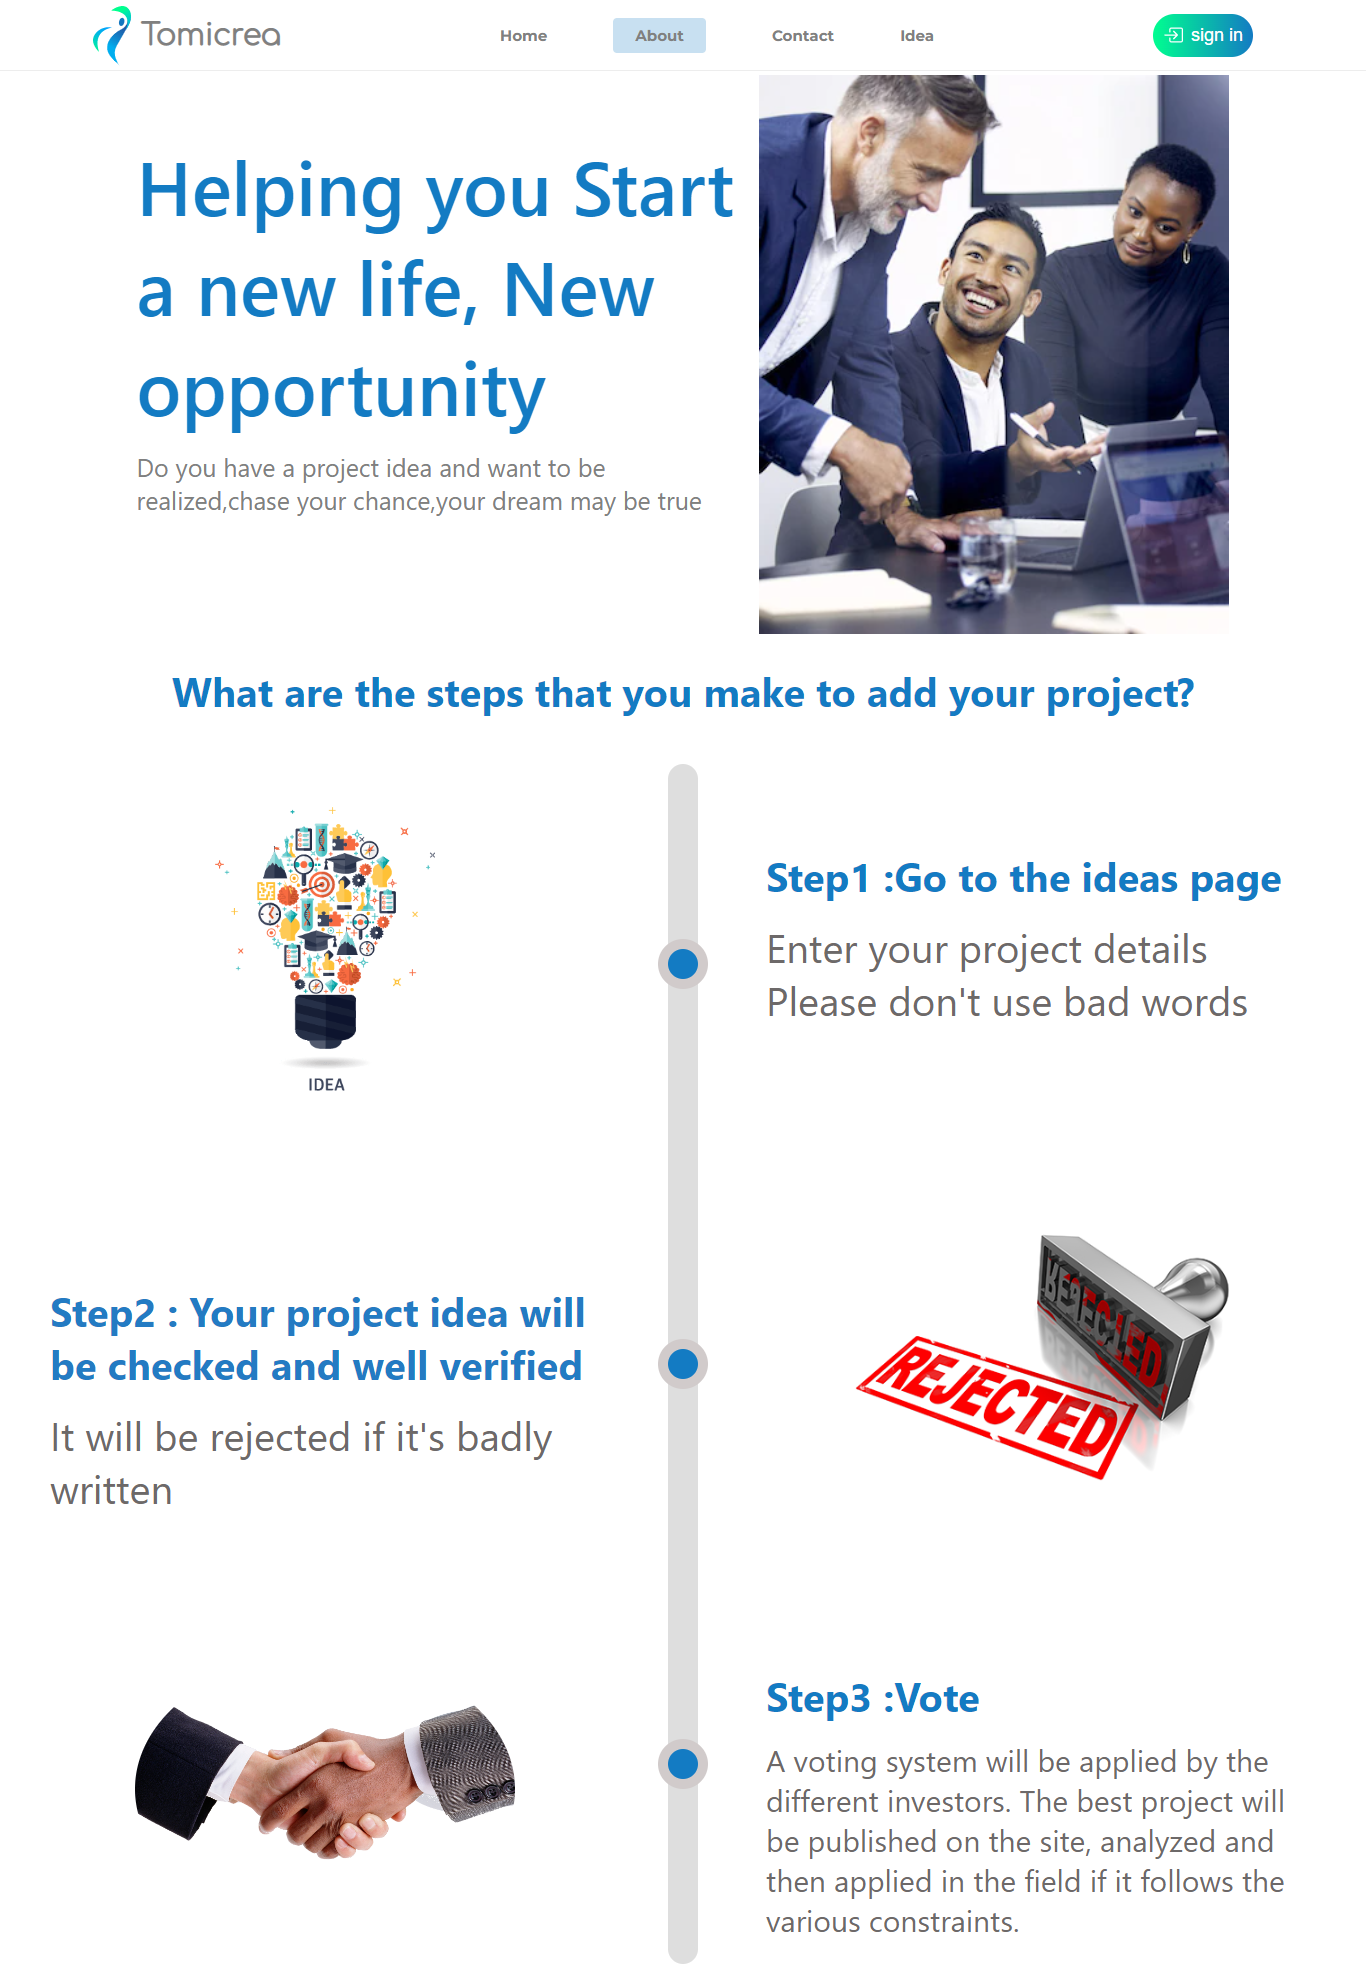 Tomicrea
Home
About
Contact
Idea
sign in
Helping you Start
a new life, New
opportunity
Do you have a project idea and want to be
realized,chase your chance,your dream may be true
What are the steps that you make to add your project?
IDEA
Step1 :Go to the ideas page
Enter your project details
Please don't use bad words
Step2 : Your project idea will
be checked and well verified
It will be rejected if it's badly
written
REJECTED
REJECTED
Step3 :Vote
A voting system will be applied by the
different investors. The best project will
be published on the site, analyzed and
then applied in the field if it follows the
various constraints.